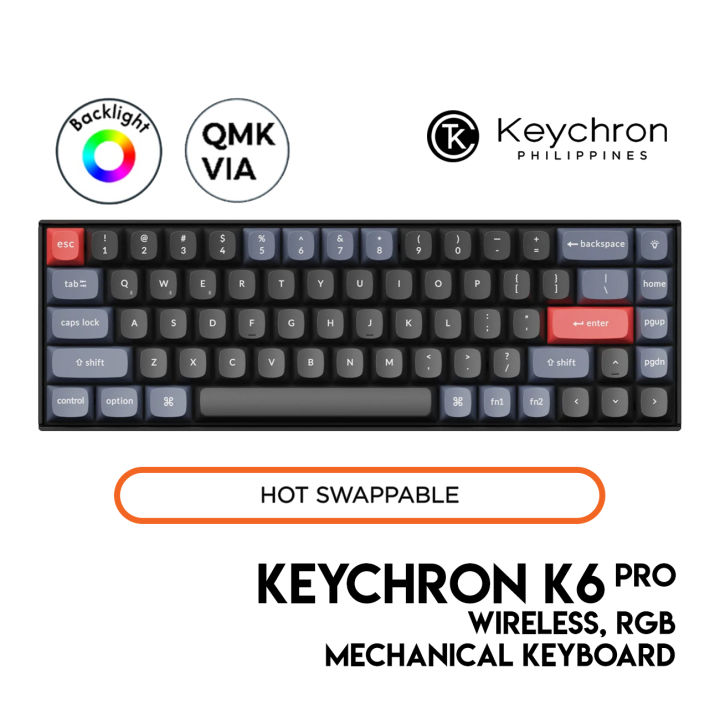 Backlight
QMK
VIA
Keychron
PHILIPPINES
esc ! 1 @ 2 # 3 $ 4 % 5 ^ 6 & 7 * 8 ( 9 ) 0 — - + = ← backspace
tab Q W E R T Y U I O P { [ } ] | \ home
caps lock A S D F G H J K L : ; " ' ↵ enter pgup
⇧ shift Z X C V B N M < , > . ? / ⇧ shift ^ pgdn
control option ⌘ ⌘ fn1 fn2 < ⌄ >
HOT SWAPPABLE
KEYCHRON K6 PRO
WIRELESS, RGB
MECHANICAL KEYBOARD